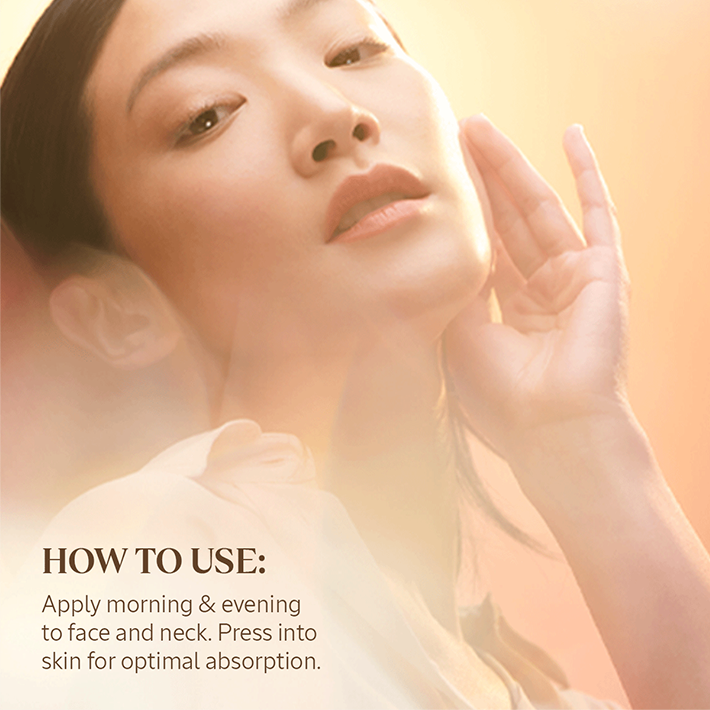 HOW TO USE:
Apply morning & evening
to face and neck. Press into
skin for optimal absorption.